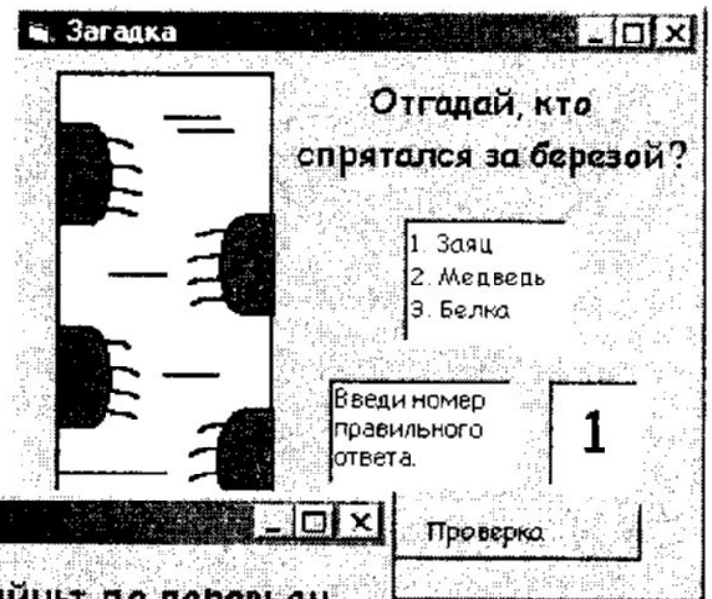 Загадка
Отгадай, кто
спрятался за березой?
1. Заяц
2. Медведь
3. Белка
Введи номер
правильного
ответа.
1
Проверка